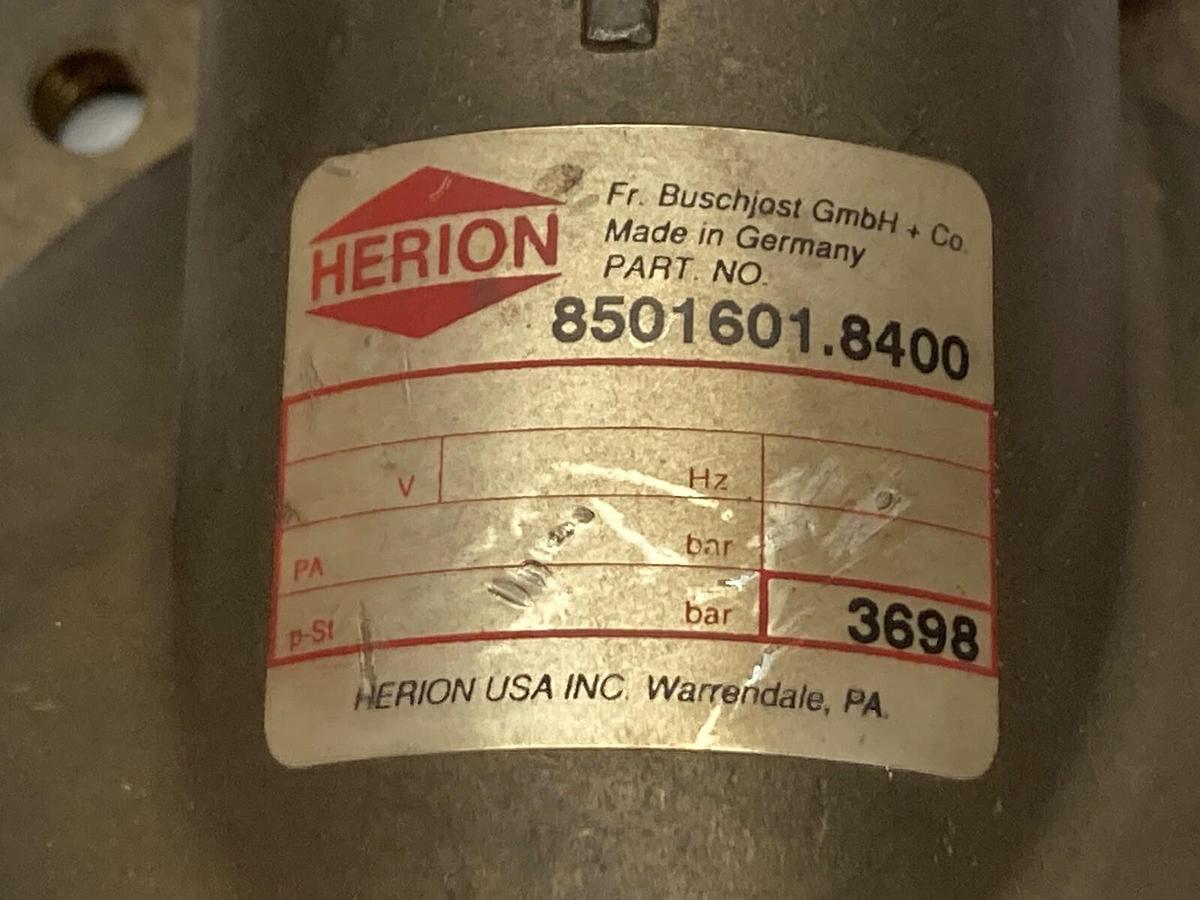 HERION
Fr. Buschjost GmbH + Co.
Made in Germany
PART. NO.
8501601.8400
V Hz
PA bar
p-St bar
3698
HERION USA INC. Warrendale, PA.